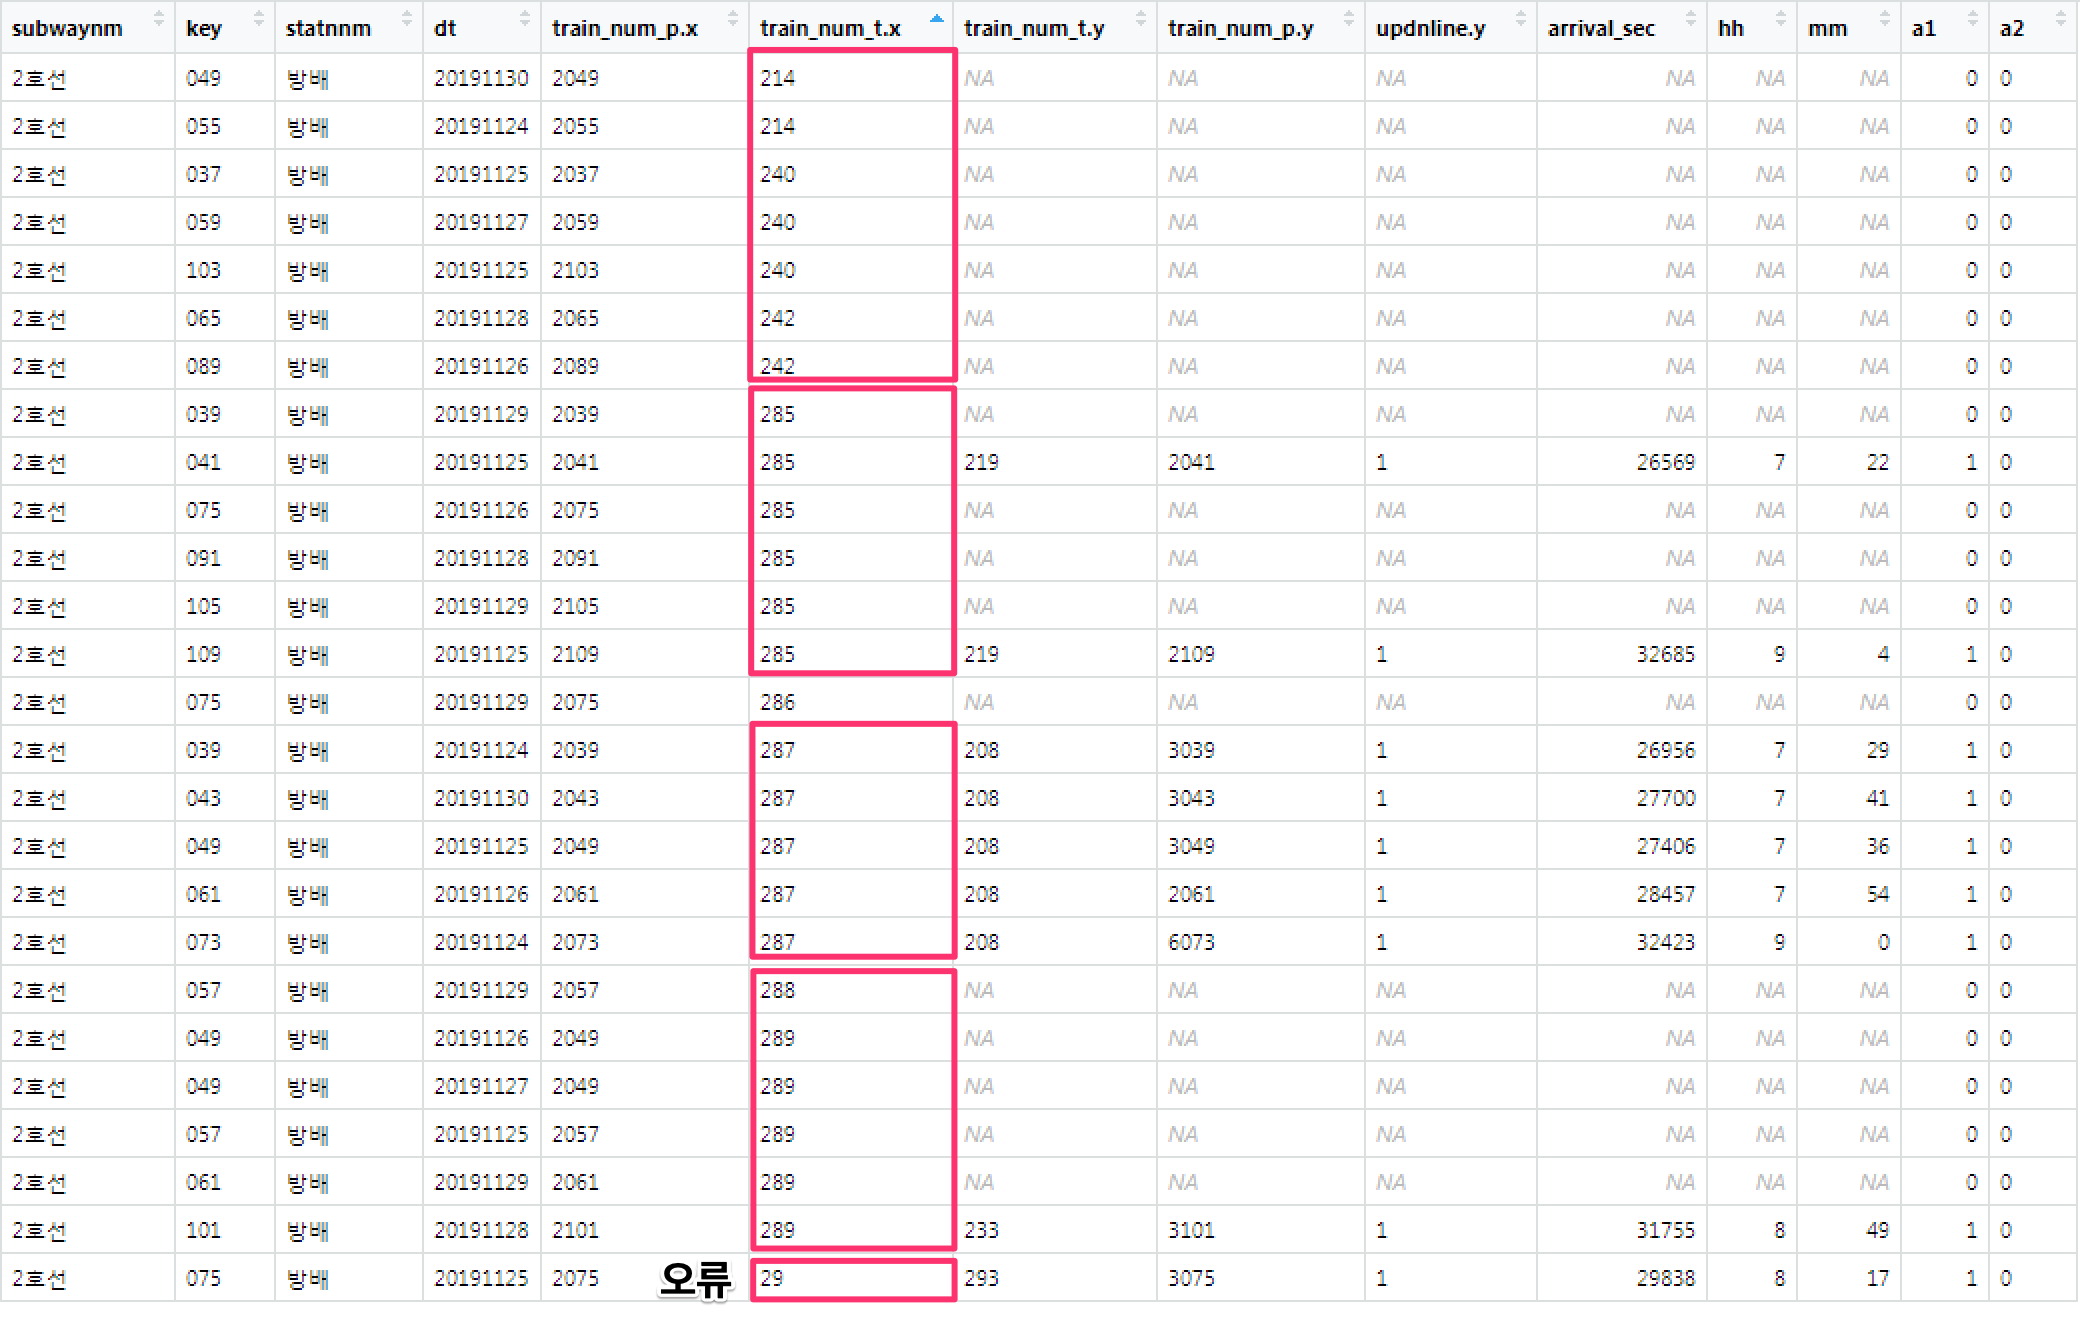 subwaynm key statnnm dt train_num_p.x train_num_t.x train_num_t.y train_num_p.y updnline.y arrival_sec hh mm a1 a2
2호선 049 방배 20191130 2049 214 NA NA NA NA NA NA 0 0
2호선 055 방배 20191124 2055 214 NA NA NA NA NA NA 0 0
2호선 037 방배 20191125 2037 240 NA NA NA NA NA NA 0 0
2호선 059 방배 20191127 2059 240 NA NA NA NA NA NA 0 0
2호선 103 방배 20191125 2103 240 NA NA NA NA NA NA 0 0
2호선 065 방배 20191128 2065 242 NA NA NA NA NA NA 0 0
2호선 089 방배 20191126 2089 242 NA NA NA NA NA NA 0 0
2호선 039 방배 20191129 2039 285 NA NA NA NA NA NA 0 0
2호선 041 방배 20191125 2041 285 219 2041 1 26569 7 22 1 0
2호선 075 방배 20191126 2075 285 NA NA NA NA NA NA 0 0
2호선 091 방배 20191128 2091 285 NA NA NA NA NA NA 0 0
2호선 105 방배 20191129 2105 285 NA NA NA NA NA NA 0 0
2호선 109 방배 20191125 2109 285 219 2109 1 32685 9 4 1 0
2호선 075 방배 20191129 2075 286 NA NA NA NA NA NA 0 0
2호선 039 방배 20191124 2039 287 208 3039 1 26956 7 29 1 0
2호선 043 방배 20191130 2043 287 208 3043 1 27700 7 41 1 0
2호선 049 방배 20191125 2049 287 208 3049 1 27406 7 36 1 0
2호선 061 방배 20191126 2061 287 208 2061 1 28457 7 54 1 0
2호선 073 방배 20191124 2073 287 208 6073 1 32423 9 0 1 0
2호선 057 방배 20191129 2057 288 NA NA NA NA NA NA 0 0
2호선 049 방배 20191126 2049 289 NA NA NA NA NA NA 0 0
2호선 049 방배 20191127 2049 289 NA NA NA NA NA NA 0 0
2호선 057 방배 20191125 2057 289 NA NA NA NA NA NA 0 0
2호선 061 방배 20191129 2061 289 NA NA NA NA NA NA 0 0
2호선 101 방배 20191128 2101 289 233 3101 1 31755 8 49 1 0
2호선 075 방배 20191125 2075 오류 29 293 3075 1 29838 8 17 1 0